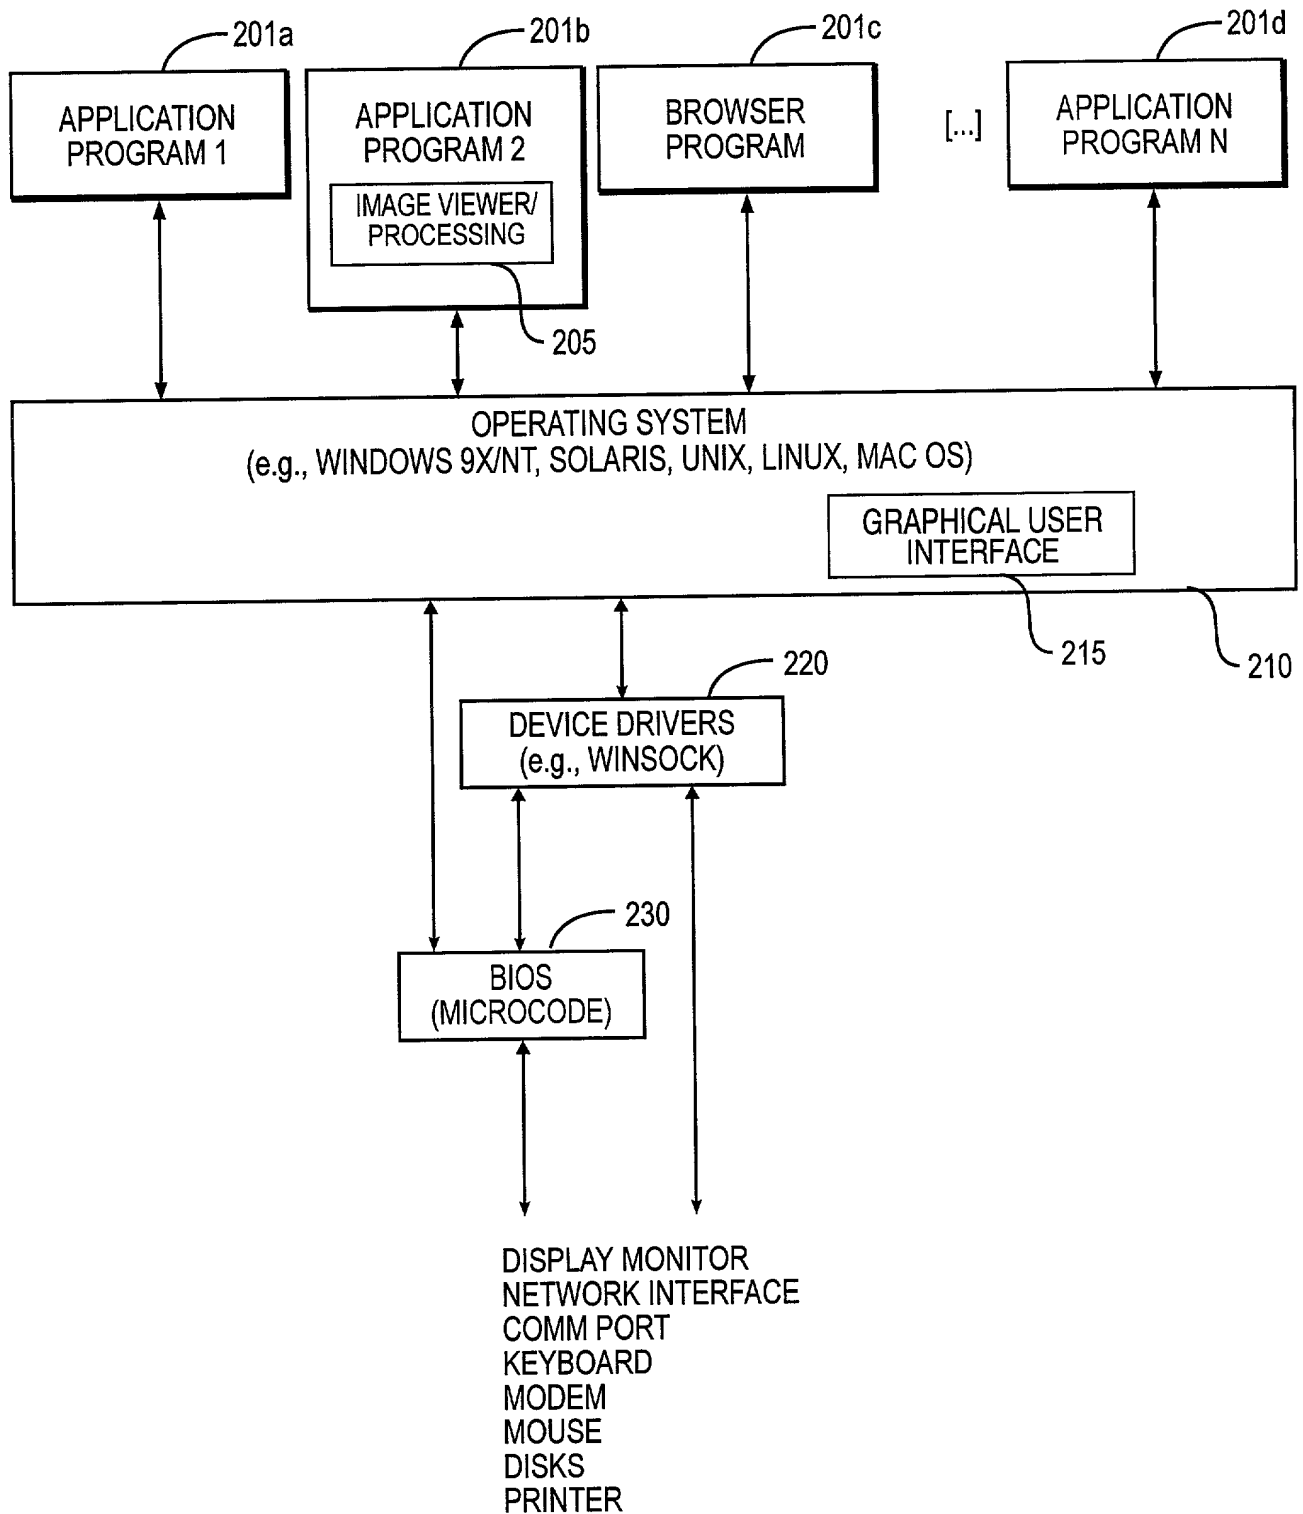 201a
201b
201c
201d
APPLICATION
PROGRAM 1
APPLICATION
PROGRAM 2
IMAGE VIEWER/
PROCESSING
BROWSER
PROGRAM
[...]
APPLICATION
PROGRAM N
205
OPERATING SYSTEM
(e.g., WINDOWS 9X/NT, SOLARIS, UNIX, LINUX, MAC OS)
GRAPHICAL USER
INTERFACE
215
210
220
DEVICE DRIVERS
(e.g., WINSOCK)
230
BIOS
(MICROCODE)
DISPLAY MONITOR
NETWORK INTERFACE
COMM PORT
KEYBOARD
MODEM
MOUSE
DISKS
PRINTER